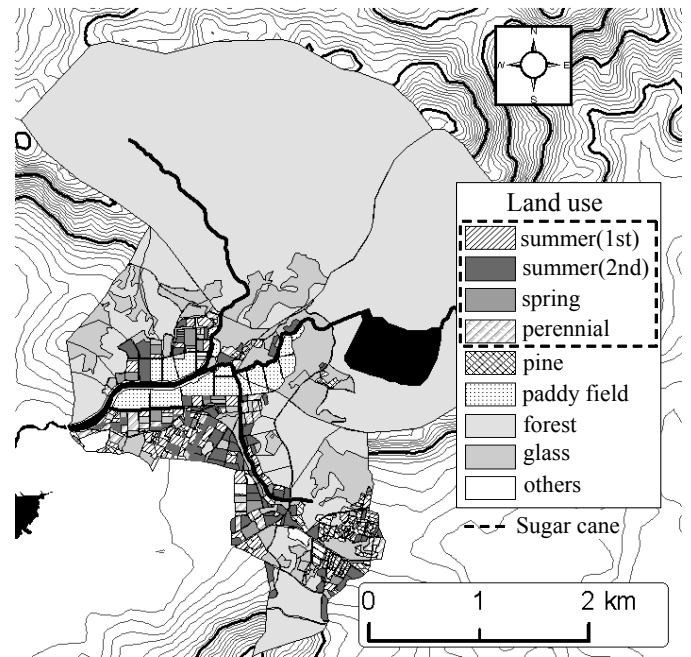 N
W E
S
Land use
summer(1st)
summer(2nd)
spring
perennial
pine
paddy field
forest
glass
others
Sugar cane
0 1 2 km